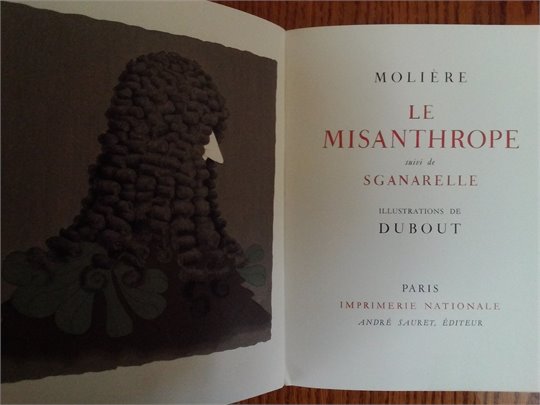 MOLIÈRE
LE
MISANTHROPE
suivi de
SGANARELLE
ILLUSTRATIONS DE
DUBOUT
PARIS
IMPRIMERIE NATIONALE
ANDRÉ SAURET, ÉDITEUR